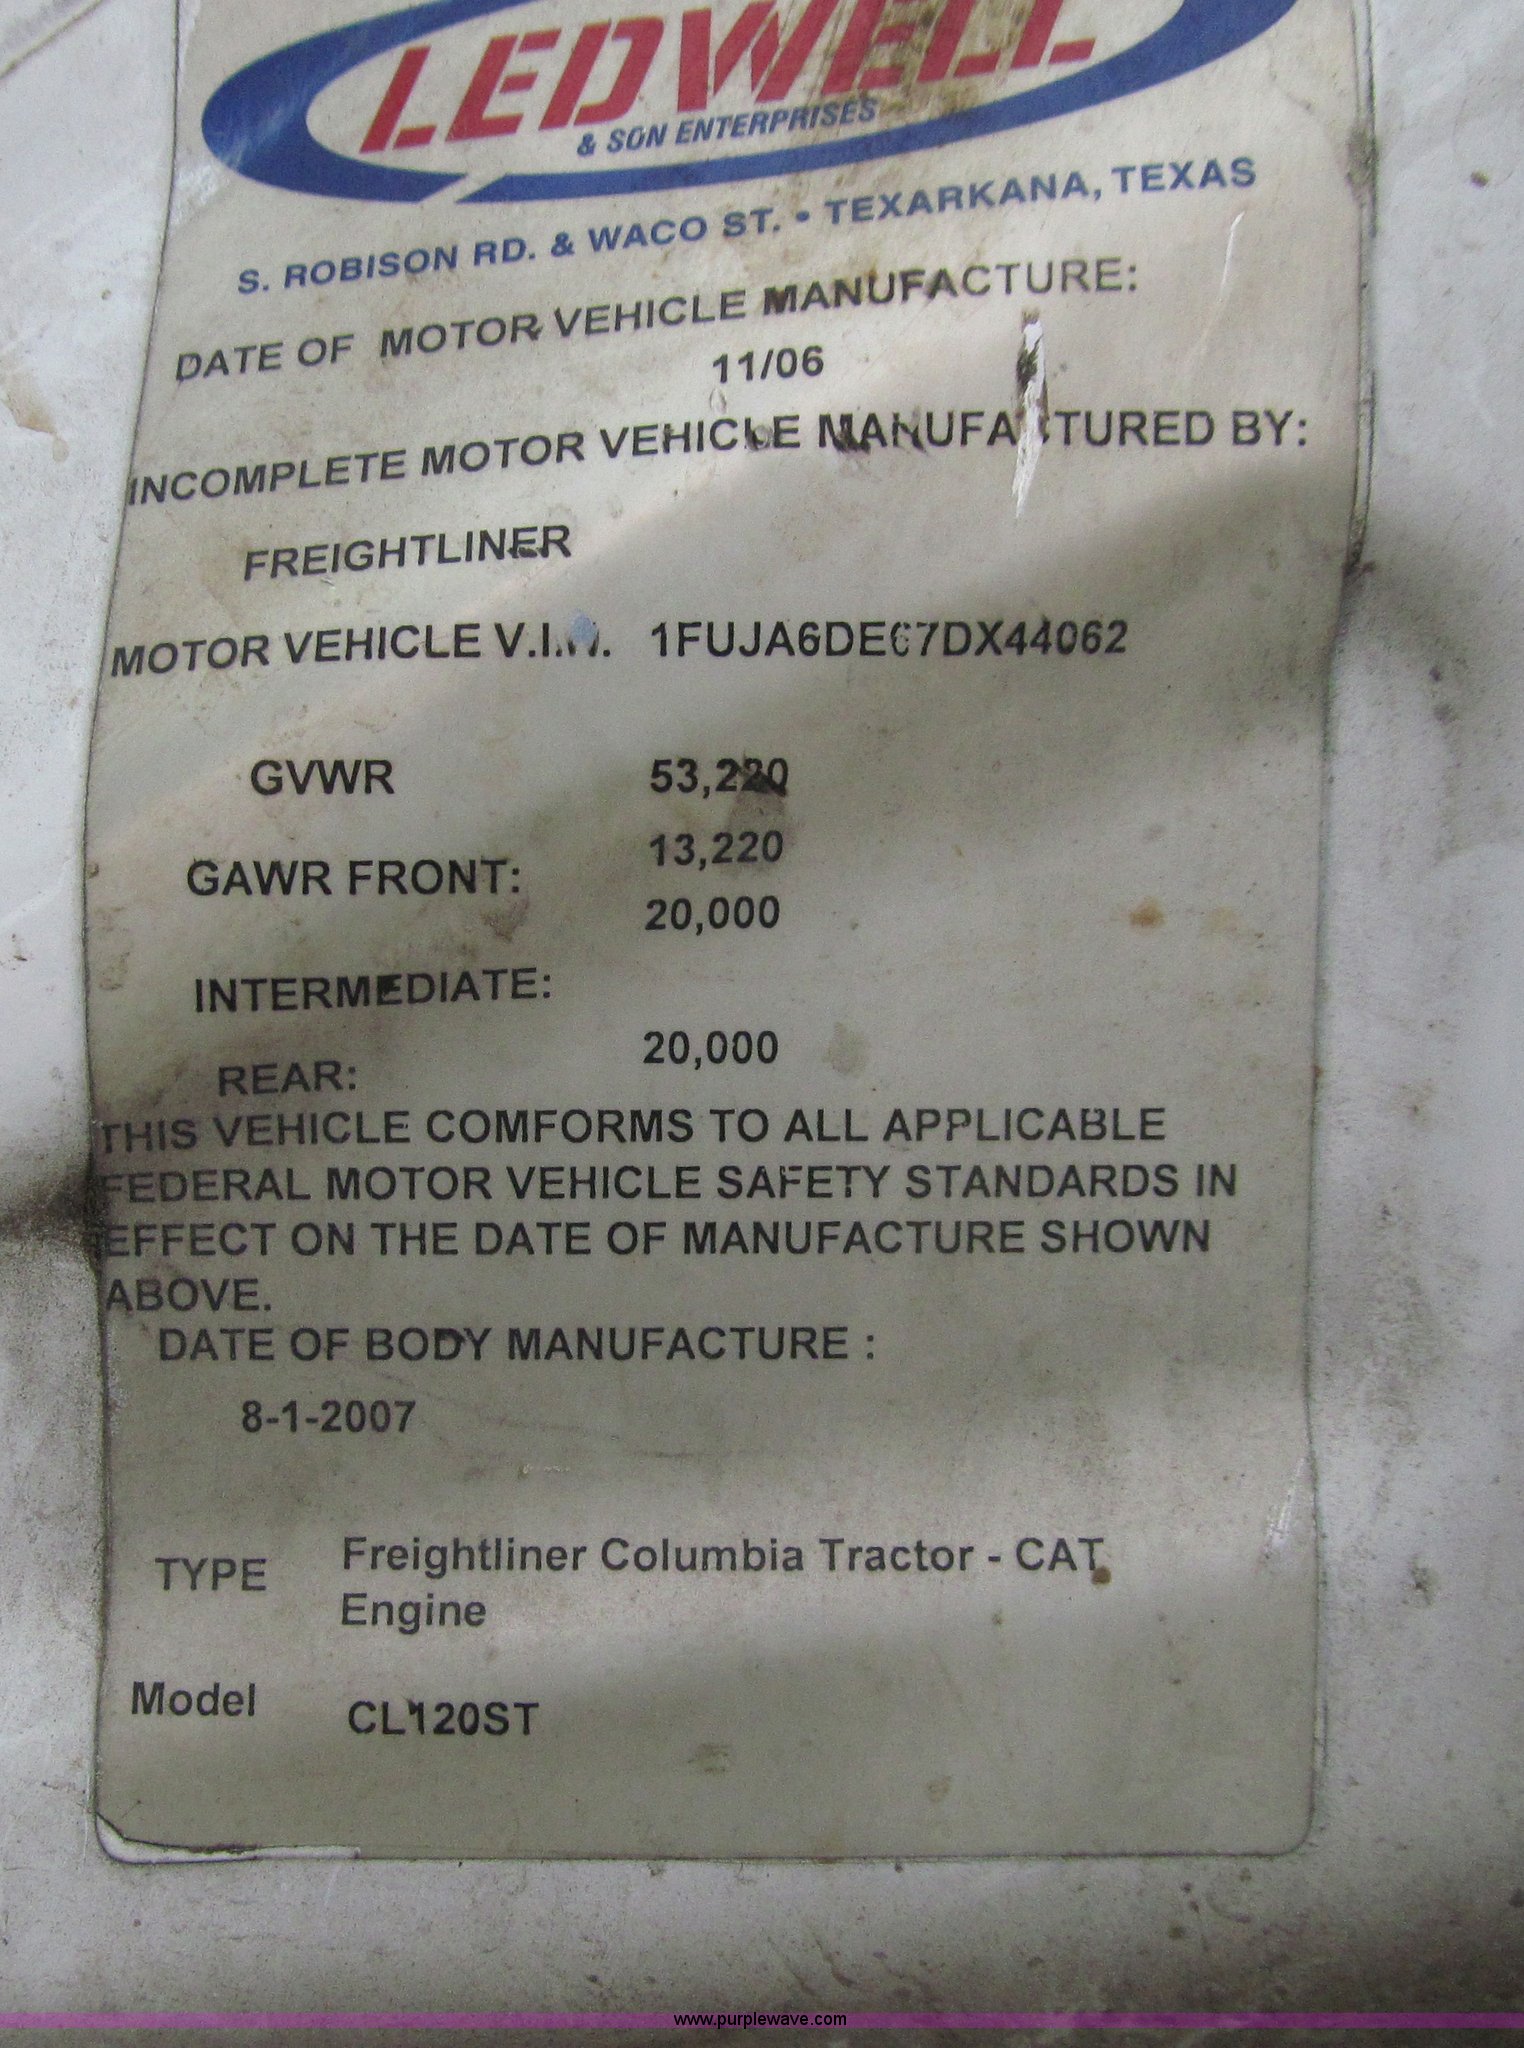 LEDWELL
& SON ENTERPRISES
S. ROBISON RD. & WACO ST. • TEXARKANA, TEXAS
DATE OF MOTOR VEHICLE MANUFACTURE:
11/06
INCOMPLETE MOTOR VEHICLE MANUFACTURED BY:
FREIGHTLINER
MOTOR VEHICLE V.I.N. 1FUJA6DE67DX44062
GVWR 53,220
GAWR FRONT: 13,220
20,000
INTERMEDIATE:
REAR: 20,000
THIS VEHICLE COMFORMS TO ALL APPLICABLE
FEDERAL MOTOR VEHICLE SAFETY STANDARDS IN
EFFECT ON THE DATE OF MANUFACTURE SHOWN
ABOVE.
DATE OF BODY MANUFACTURE :
8-1-2007
TYPE Freightliner Columbia Tractor - CAT
Engine
Model CL120ST
www.purplewave.com